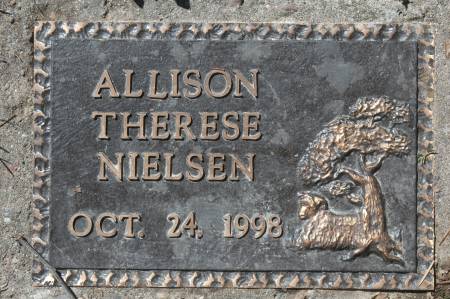 ALLISON
THERESE
NIELSEN
OCT. 24, 1998